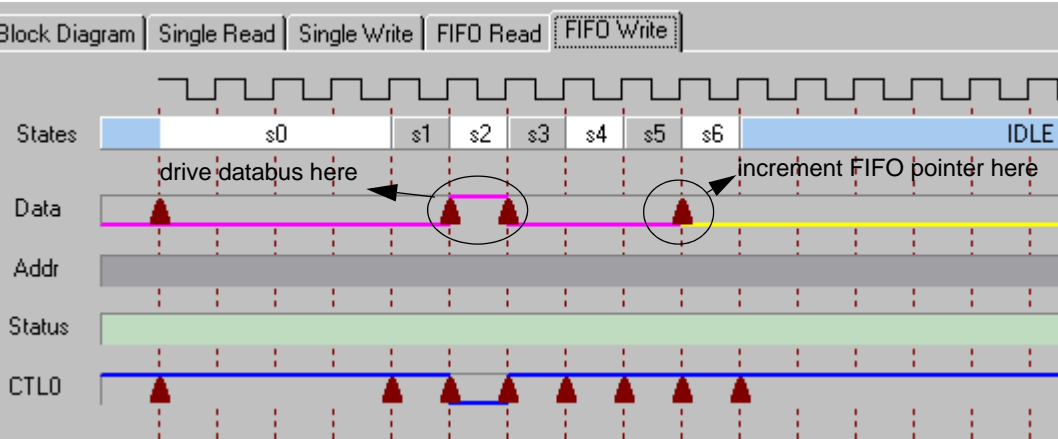 Block Diagram Single Read Single Write FIFO Read FIFO Write
States s0 s1 s2 s3 s4 s5 s6 IDLE
drive databus here increment FIFO pointer here
Data
Addr
Status
CTL0